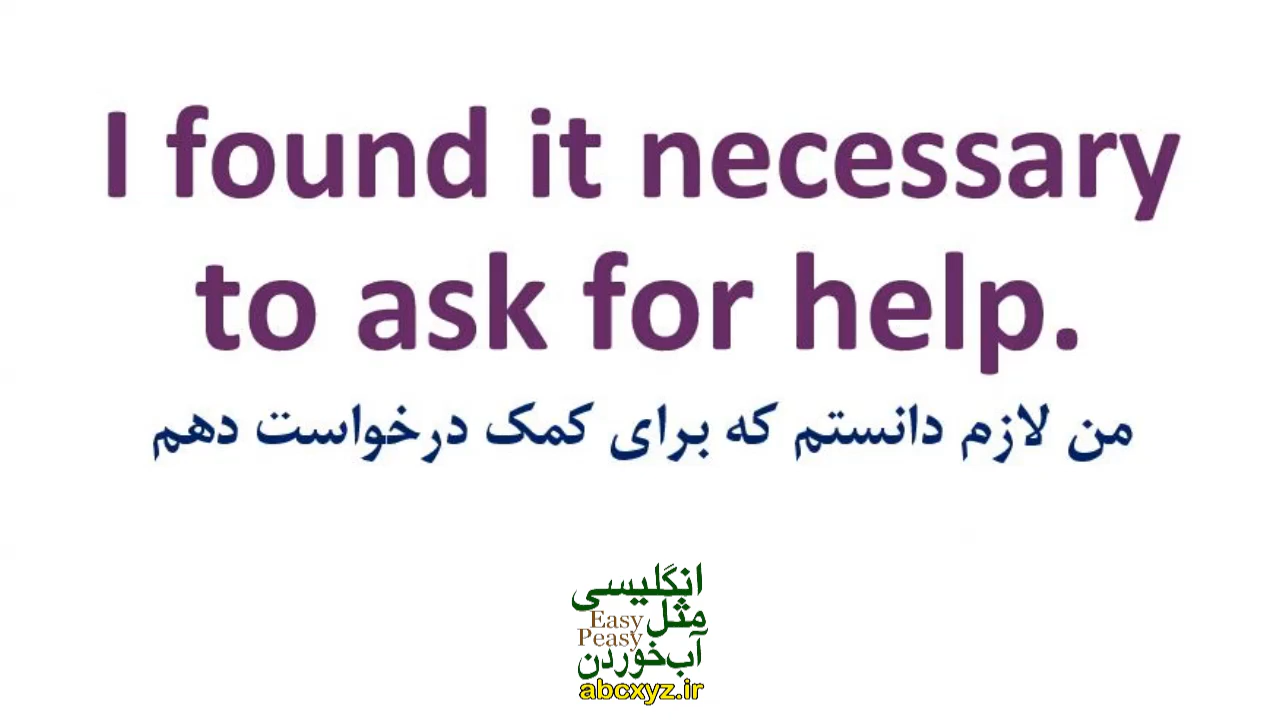 I found it necessary
to ask for help.
من لازم دانستم که برای کمک درخواست دهم
انگلیسی
مثل
Easy
Peasy
آب‌خوردن
abcxyz.ir